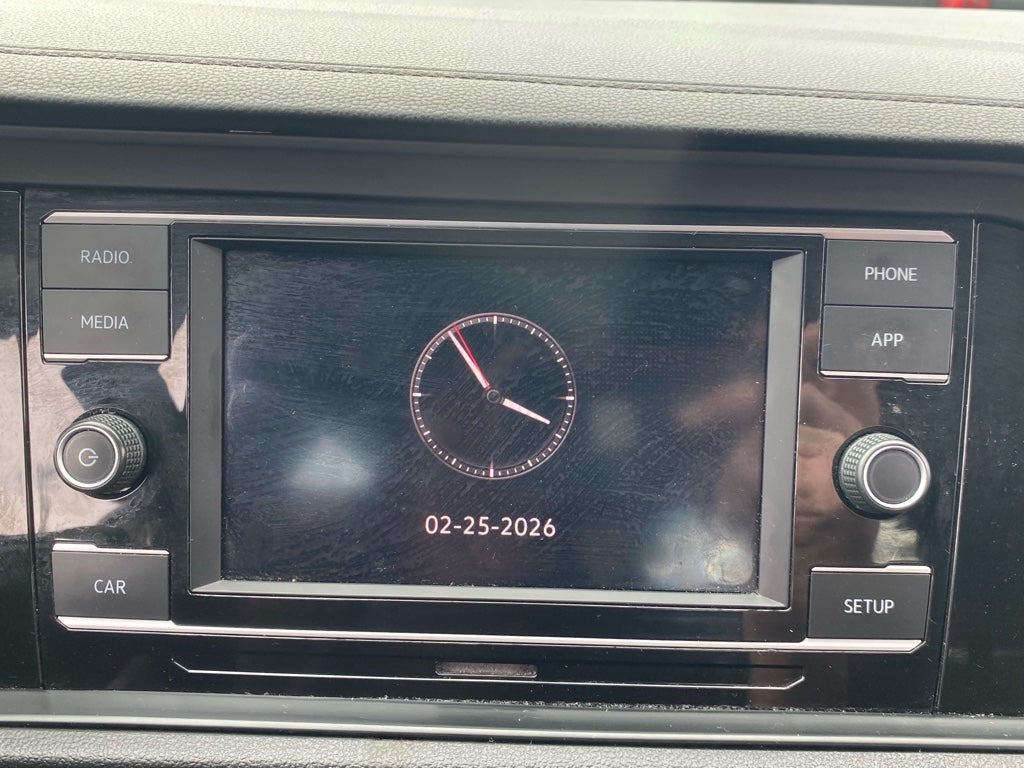 RADIO
MEDIA
PHONE
APP
02-25-2026
CAR
SETUP